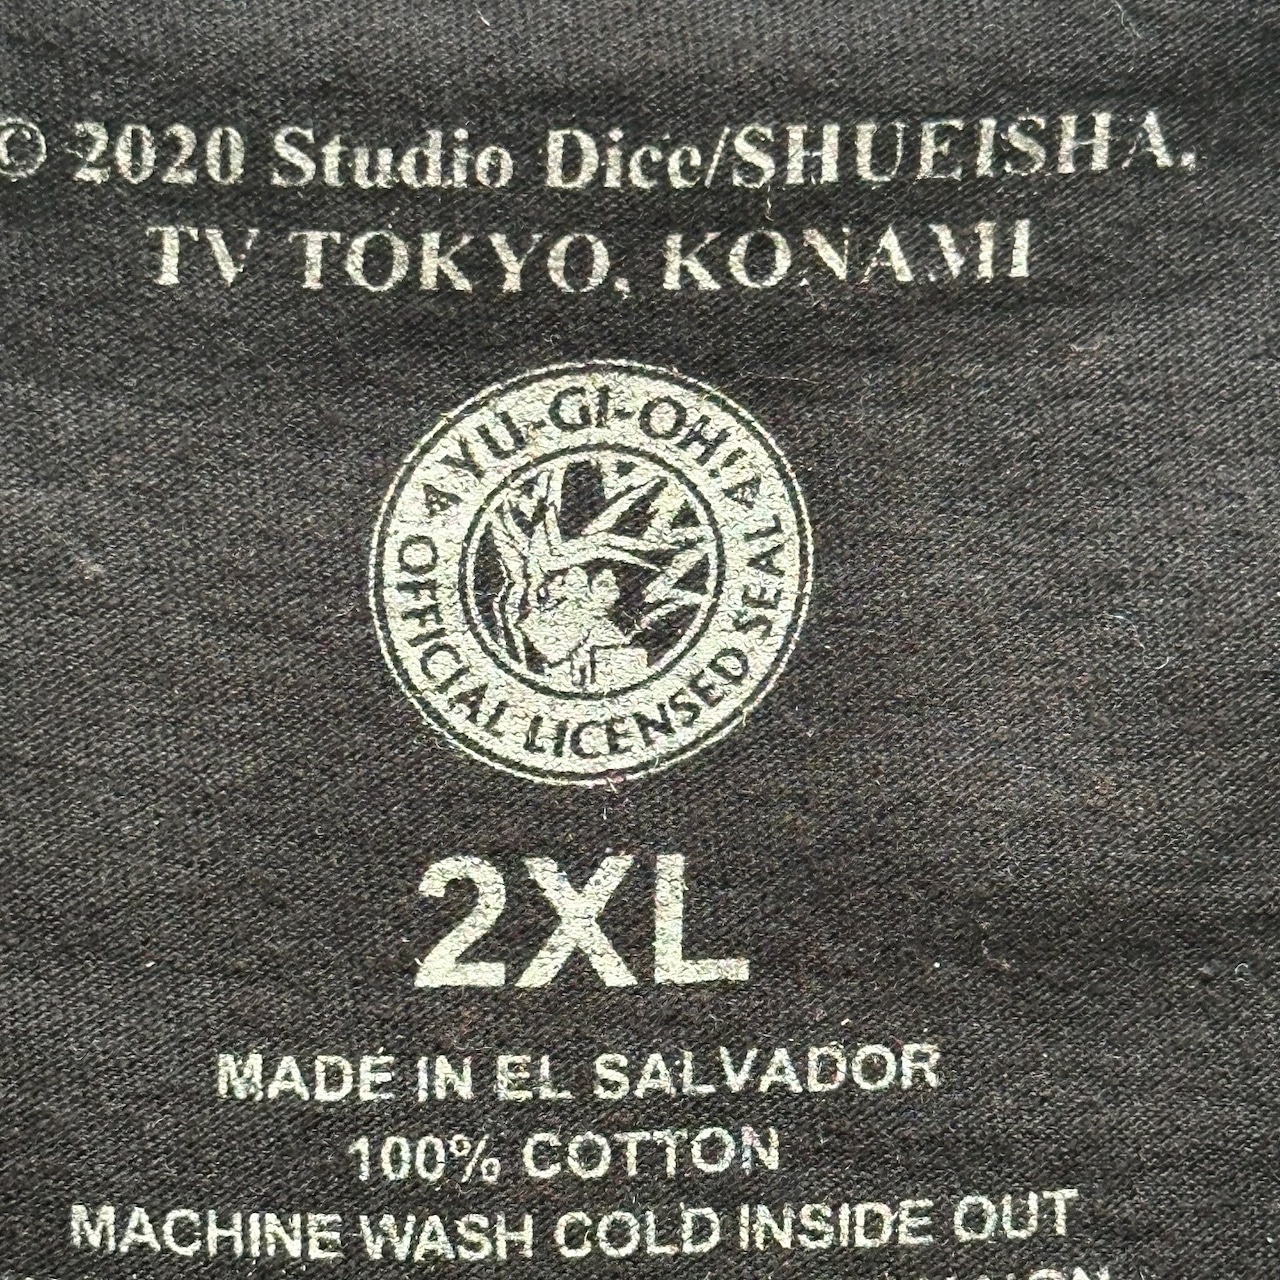 © 2020 Studio Dice/SHUEISHA,
TV TOKYO, KONAMI
YU-GI-OH!
OFFICIAL LICENSED SEAL
2XL
MADE IN EL SALVADOR
100% COTTON
MACHINE WASH COLD INSIDE OUT